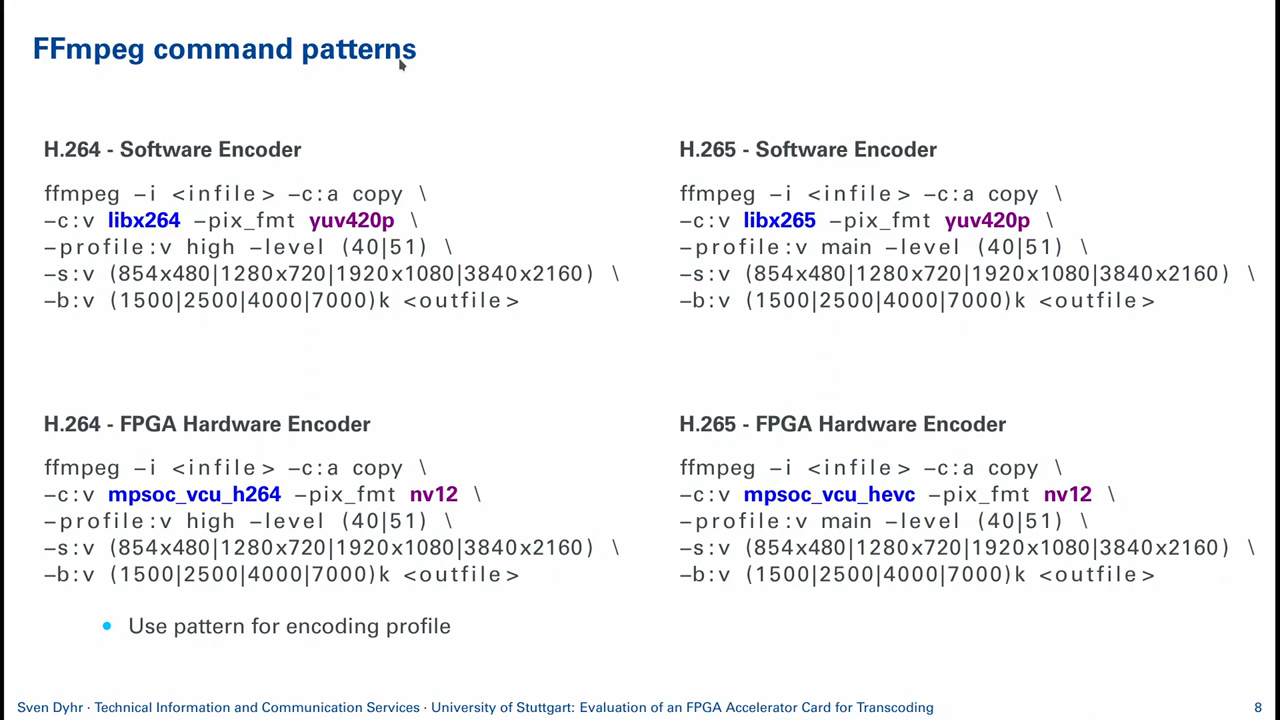 FFmpeg command patterns
H.264 - Software Encoder
ffmpeg –i <infile> –c:a copy \
–c:v libx264 –pix_fmt yuv420p \
–profile:v high –level (40|51) \
–s:v (854x480|1280x720|1920x1080|3840x2160) \
–b:v (1500|2500|4000|7000)k <outfile>
H.265 - Software Encoder
ffmpeg –i <infile> –c:a copy \
–c:v libx265 –pix_fmt yuv420p \
–profile:v main –level (40|51) \
–s:v (854x480|1280x720|1920x1080|3840x2160) \
–b:v (1500|2500|4000|7000)k <outfile>
H.264 - FPGA Hardware Encoder
ffmpeg –i <infile> –c:a copy \
–c:v mpsoc_vcu_h264 –pix_fmt nv12 \
–profile:v high –level (40|51) \
–s:v (854x480|1280x720|1920x1080|3840x2160) \
–b:v (1500|2500|4000|7000)k <outfile>
H.265 - FPGA Hardware Encoder
ffmpeg –i <infile> –c:a copy \
–c:v mpsoc_vcu_hevc –pix_fmt nv12 \
–profile:v main –level (40|51) \
–s:v (854x480|1280x720|1920x1080|3840x2160) \
–b:v (1500|2500|4000|7000)k <outfile>
• Use pattern for encoding profile
Sven Dyhr · Technical Information and Communication Services · University of Stuttgart: Evaluation of an FPGA Accelerator Card for Transcoding
8